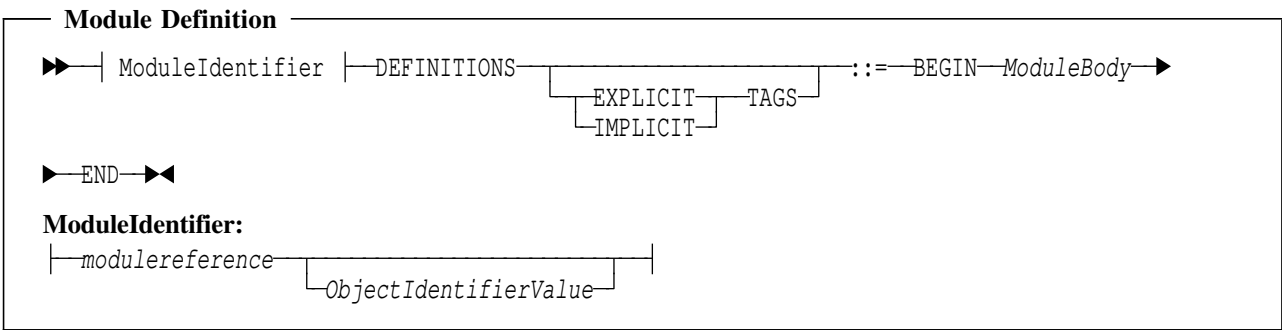 Module Definition
ModuleIdentifier DEFINITIONS ::= BEGIN ModuleBody
EXPLICIT TAGS
IMPLICIT
END
ModuleIdentifier:
modulereference
ObjectIdentifierValue